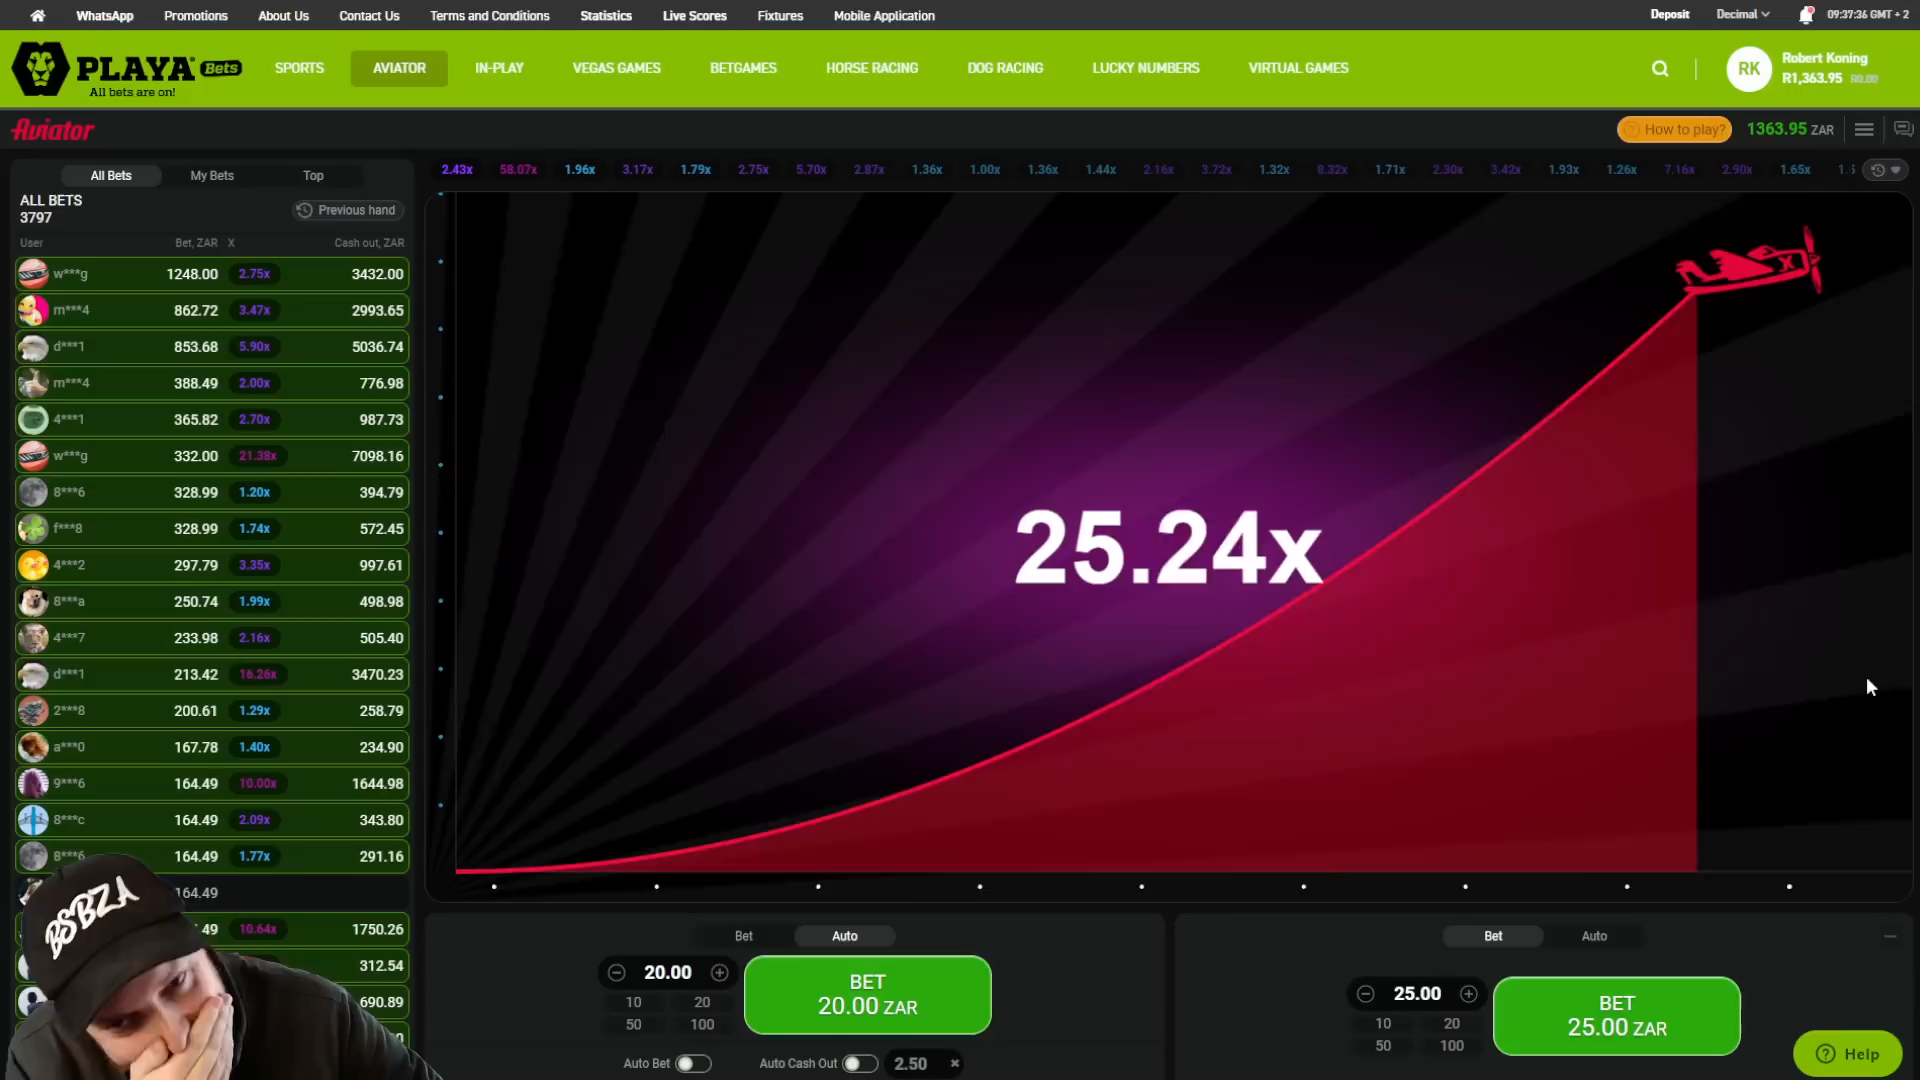 WhatsApp Promotions About Us Contact Us Terms and Conditions Statistics Live Scores Fixtures Mobile Application Deposit Decimal 09:37:36 GMT + 2
PLAYA Bets
All bets are on!
SPORTS AVIATOR IN-PLAY VEGAS GAMES BETGAMES HORSE RACING DOG RACING LUCKY NUMBERS VIRTUAL GAMES
RK Robert Koning
R1,363.95 R0.00
Aviator How to play? 1363.95 ZAR
All Bets My Bets Top
2.43x 58.07x 1.96x 3.17x 1.79x 2.75x 5.70x 2.87x 1.36x 1.00x 1.36x 1.44x 2.16x 3.72x 1.32x 8.32x 1.71x 2.30x 3.42x 1.93x 1.26x 7.16x 2.90x 1.65x
ALL BETS
3797
Previous hand
User Bet, ZAR X Cash out, ZAR
w***g 1248.00 2.75x 3432.00
m***4 862.72 3.47x 2993.65
d***1 853.68 5.90x 5036.74
m***4 388.49 2.00x 776.98
4***1 365.82 2.70x 987.73
w***g 332.00 21.38x 7098.16
8***6 328.99 1.20x 394.79
f***8 328.99 1.74x 572.45
4***2 297.79 3.35x 997.61
8***a 250.74 1.99x 498.98
4***7 233.98 2.16x 505.40
d***1 213.42 16.26x 3470.23
2***8 200.61 1.29x 258.79
a***0 167.78 1.40x 234.90
9***6 164.49 10.00x 1644.98
8***c 164.49 2.09x 343.80
8***6 164.49 1.77x 291.16
164.49
.49 10.64x 1750.26
312.54
690.89
BSBZA
25.24x
Bet Auto
20.00
10 20
50 100
BET
20.00 ZAR
Auto Bet Auto Cash Out 2.50
Bet Auto
25.00
10 20
50 100
BET
25.00 ZAR
Help